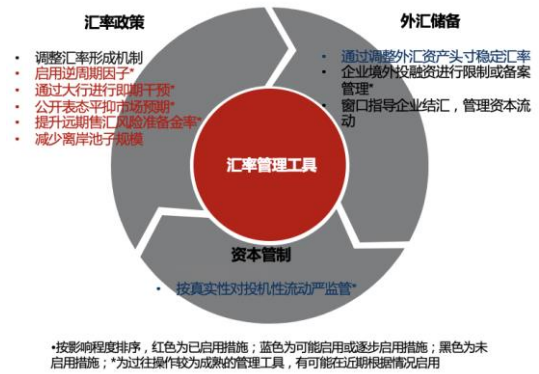 汇率政策
• 调整汇率形成机制
• 启用逆周期因子*
• 通过大行进行即期干预*
• 公开表态平抑市场预期*
• 提升远期售汇风险准备金率*
• 减少离岸池子规模
外汇储备
• 通过调整外汇资产头寸稳定汇率
• 企业境外投融资进行限制或备案
管理*
• 窗口指导企业结汇，管理资本流
动
汇率管理工具
资本管制
• 按真实性对投机性流动严监管*
•按影响程度排序，红色为已启用措施；蓝色为可能启用或逐步启用措施；黑色为未
启用措施；*为过往操作较为成熟的管理工具，有可能在近期根据情况启用